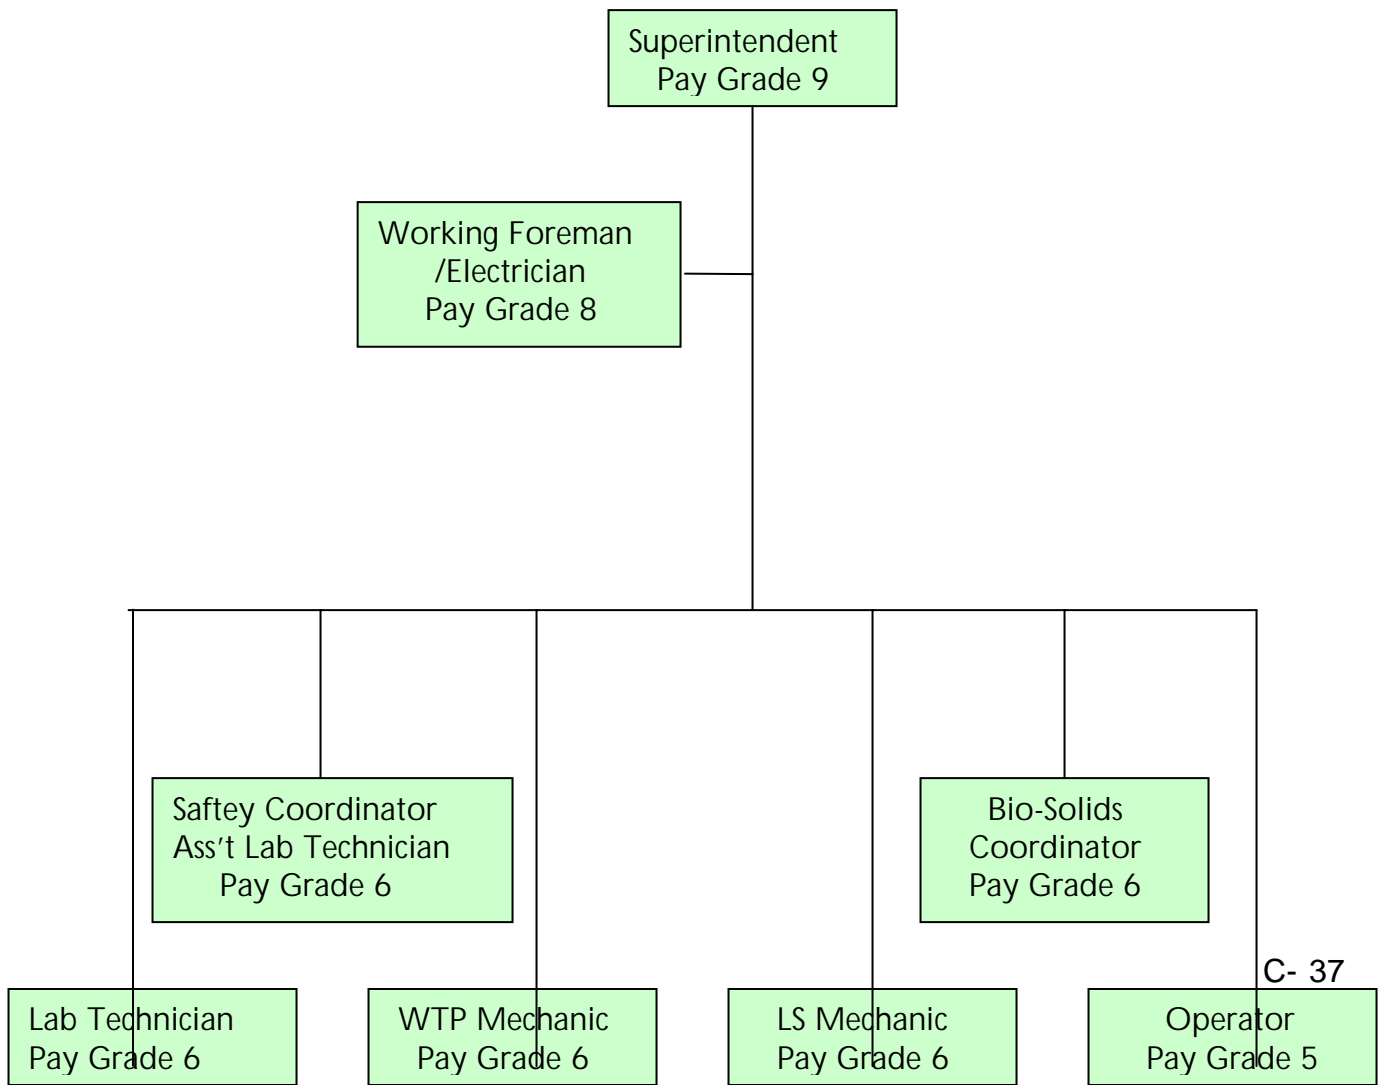 Superintendent
Pay Grade 9
Working Foreman
/Electrician
Pay Grade 8
Saftey Coordinator
Ass't Lab Technician
Pay Grade 6
Bio-Solids
Coordinator
Pay Grade 6
C- 37
Lab Technician
Pay Grade 6
WTP Mechanic
Pay Grade 6
LS Mechanic
Pay Grade 6
Operator
Pay Grade 5